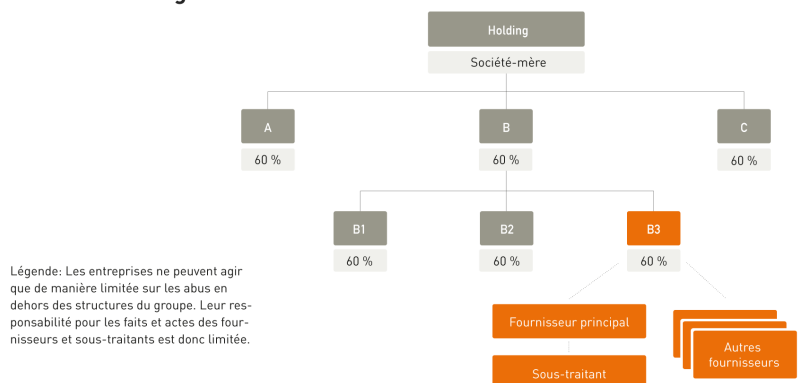 Holding
Société-mère
A
B
C
60 %
60 %
60 %
B1
B2
B3
60 %
60 %
60 %
Légende: Les entreprises ne peuvent agir
que de manière limitée sur les abus en
dehors des structures du groupe. Leur res-
ponsabilité pour les faits et actes des four-
nisseurs et sous-traitants est donc limitée.
Fournisseur principal
Autres
fournisseurs
Sous-traitant